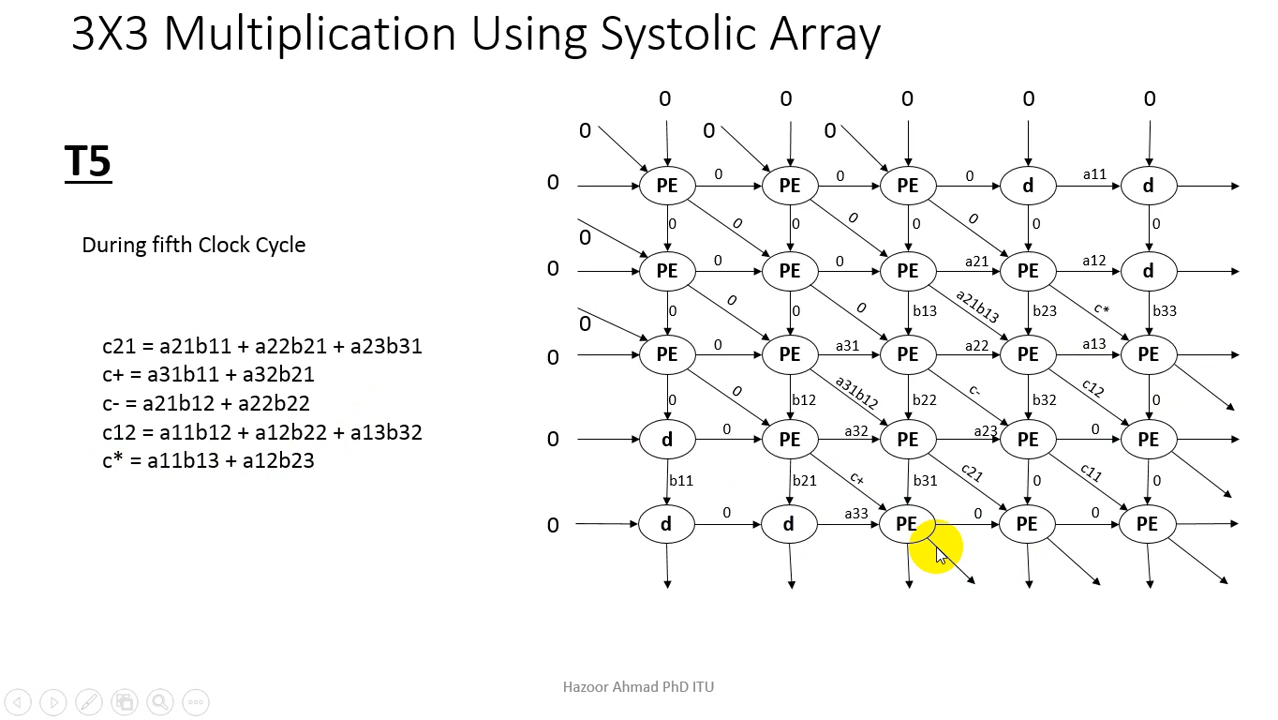 3X3 Multiplication Using Systolic Array
T5
During fifth Clock Cycle
c21 = a21b11 + a22b21 + a23b31
c+ = a31b11 + a32b21
c- = a21b12 + a22b22
c12 = a11b12 + a12b22 + a13b32
c* = a11b13 + a12b23
0 0 0 0 0
0 0 0
0 PE 0 PE 0 PE 0 d a11 d
0 0 0 0 0 0 0 0 0
0 PE 0 PE 0 PE a21 PE a12 d
0 0 0 0 0 b13 a21b13 b23 c* b33
0 PE 0 PE a31 PE a22 PE a13 PE
0 0 b12 a31b12 b22 c- b32 c12 0
0 d 0 PE a32 PE a23 PE 0 PE
b11 b21 c+ b31 c21 0 c11 0
0 d 0 d a33 PE 0 PE 0 PE
Hazoor Ahmad PhD ITU